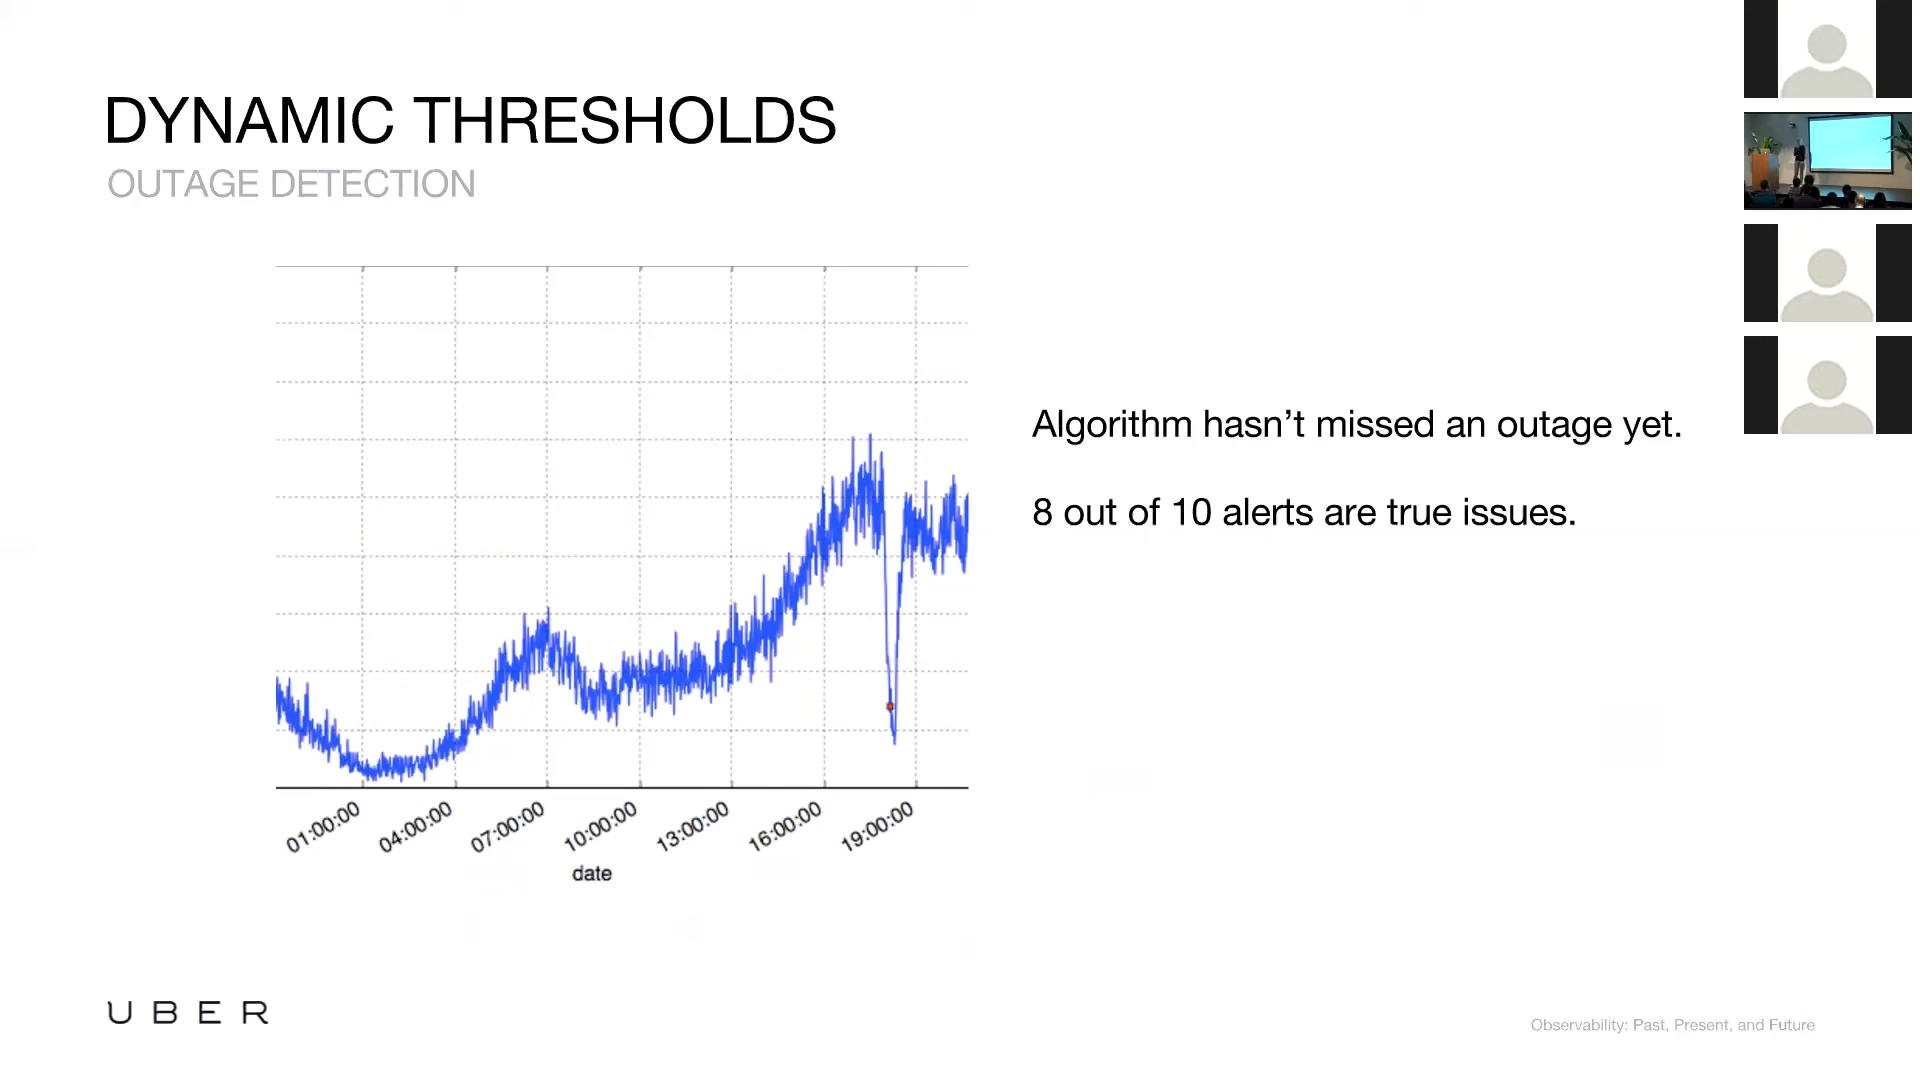 DYNAMIC THRESHOLDS
OUTAGE DETECTION
Algorithm hasn’t missed an outage yet.
8 out of 10 alerts are true issues.
01:00:00
04:00:00
07:00:00
10:00:00
13:00:00
16:00:00
19:00:00
date
UBER
Observability: Past, Present, and Future